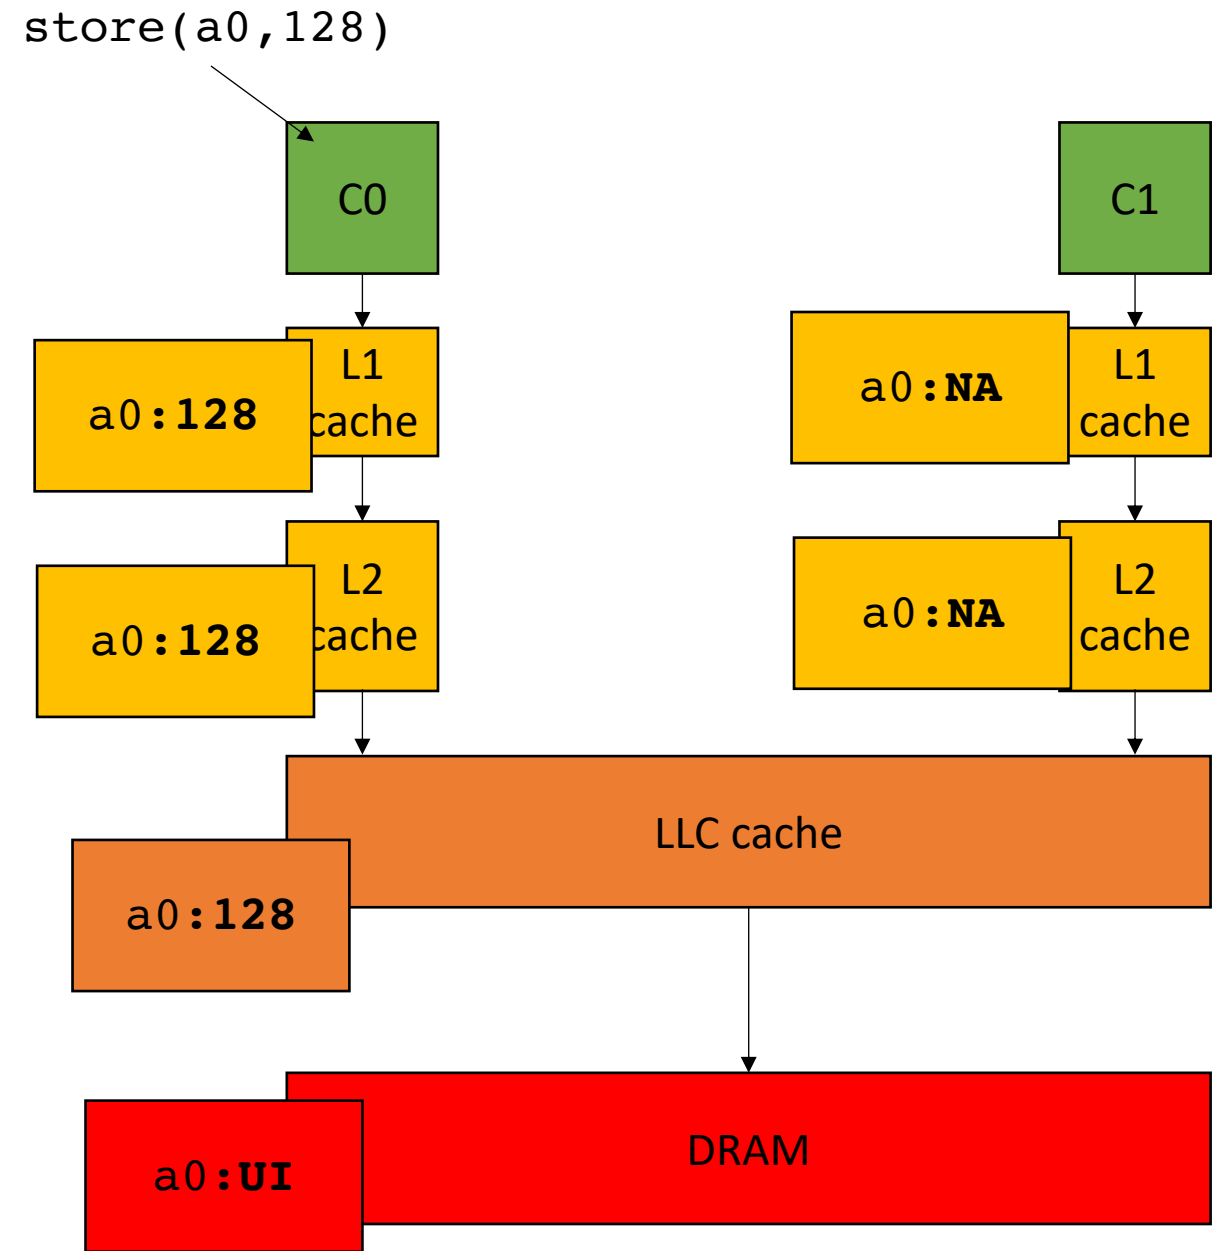 store(a0,128)
C0
C1
a0:128
L1
cache
a0:NA
L1
cache
a0:128
L2
cache
a0:NA
L2
cache
LLC cache
a0:128
DRAM
a0:UI